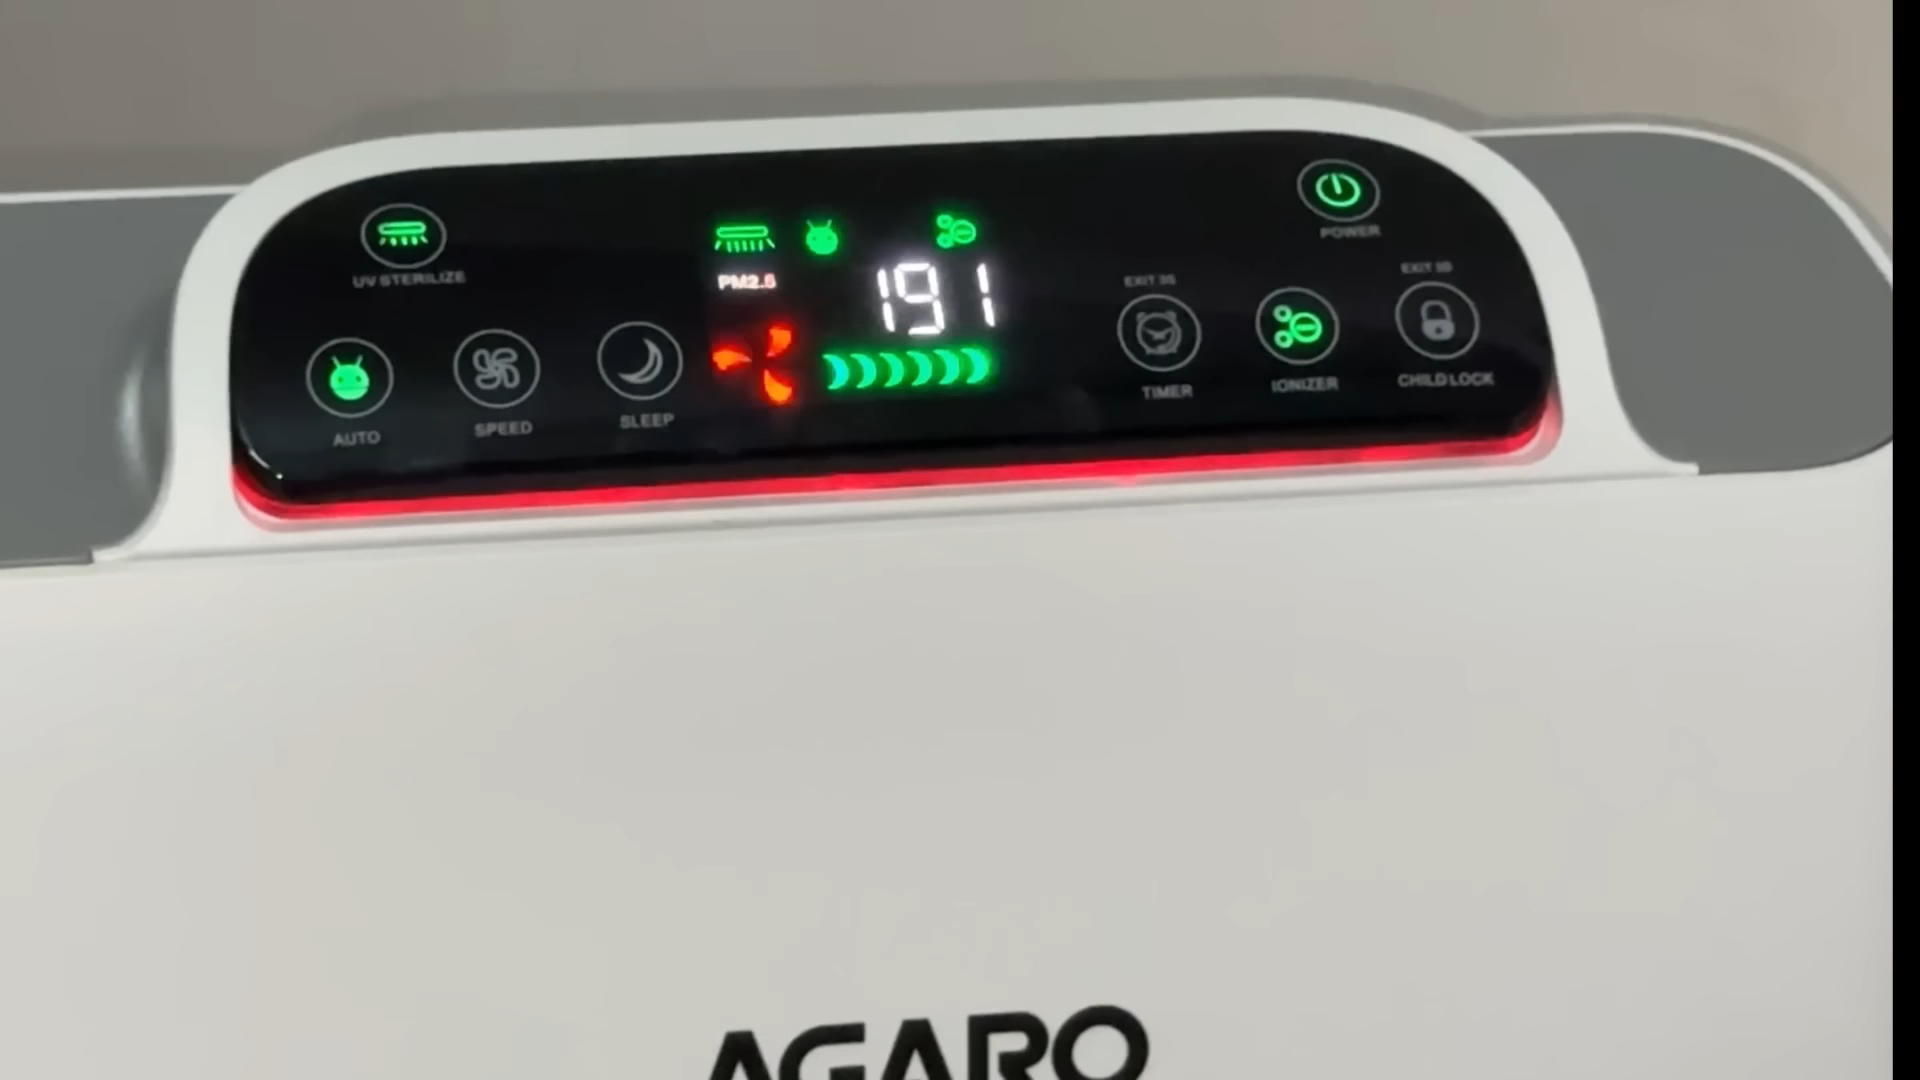 UV STERILIZE
AUTO
SPEED
SLEEP
PM2.5
191
EXIT 3S
TIMER
IONIZER
EXIT 3S
CHILD LOCK
POWER
AGARO